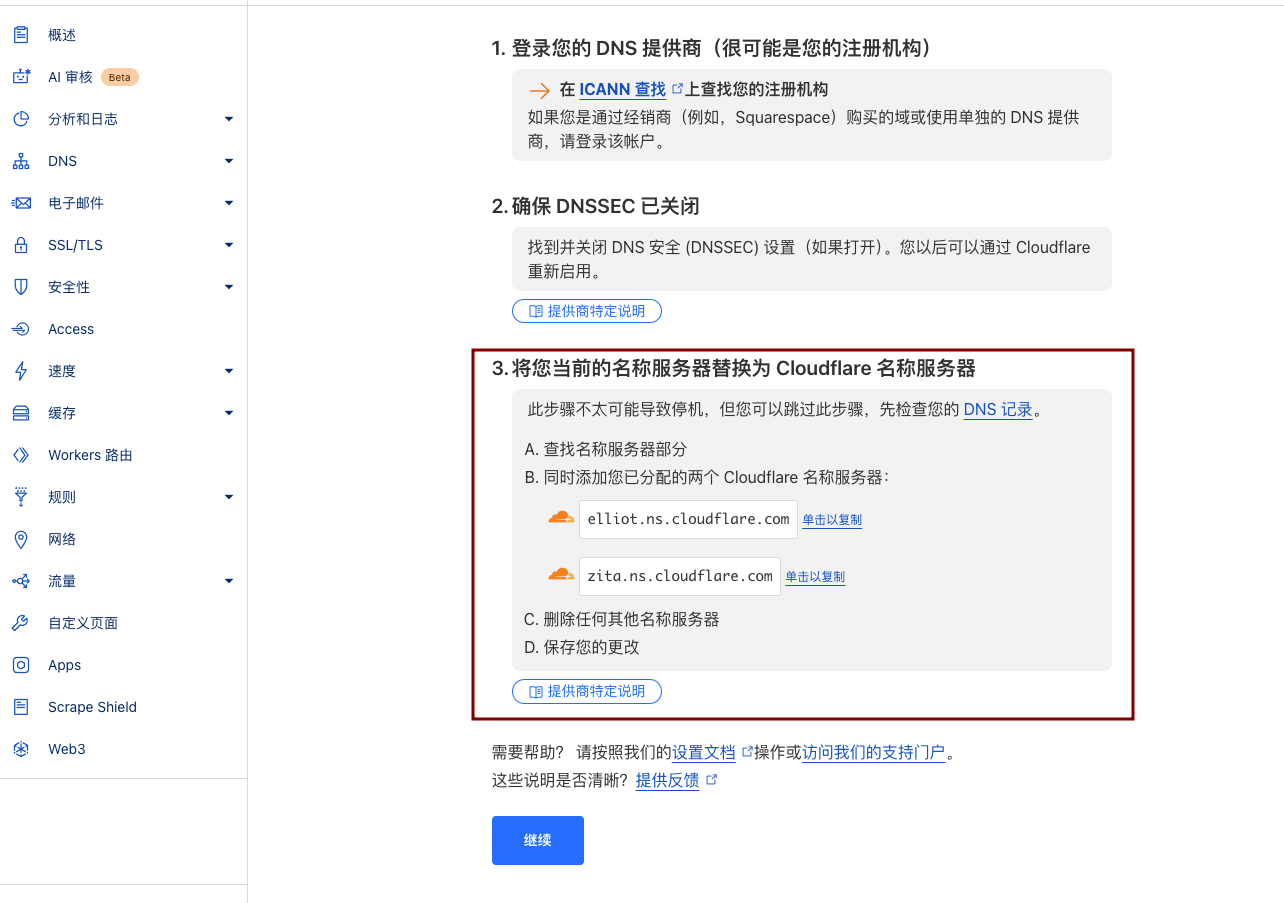 概述
AI 审核 Beta
分析和日志
DNS
电子邮件
SSL/TLS
安全性
Access
速度
缓存
Workers 路由
规则
网络
流量
自定义页面
Apps
Scrape Shield
Web3
1. 登录您的 DNS 提供商（很可能是您的注册机构）
在 ICANN 查找 上查找您的注册机构
如果您是通过经销商（例如，Squarespace）购买的域或使用单独的 DNS 提供
商，请登录该帐户。
2. 确保 DNSSEC 已关闭
找到并关闭 DNS 安全 (DNSSEC) 设置（如果打开）。您以后可以通过 Cloudflare
重新启用。
提供商特定说明
3. 将您当前的名称服务器替换为 Cloudflare 名称服务器
此步骤不太可能导致停机，但您可以跳过此步骤，先检查您的 DNS 记录。
A. 查找名称服务器部分
B. 同时添加您已分配的两个 Cloudflare 名称服务器：
elliot.ns.cloudflare.com 单击以复制
zita.ns.cloudflare.com 单击以复制
C. 删除任何其他名称服务器
D. 保存您的更改
提供商特定说明
需要帮助？ 请按照我们的设置文档 操作或访问我们的支持门户。
这些说明是否清晰？提供反馈
继续